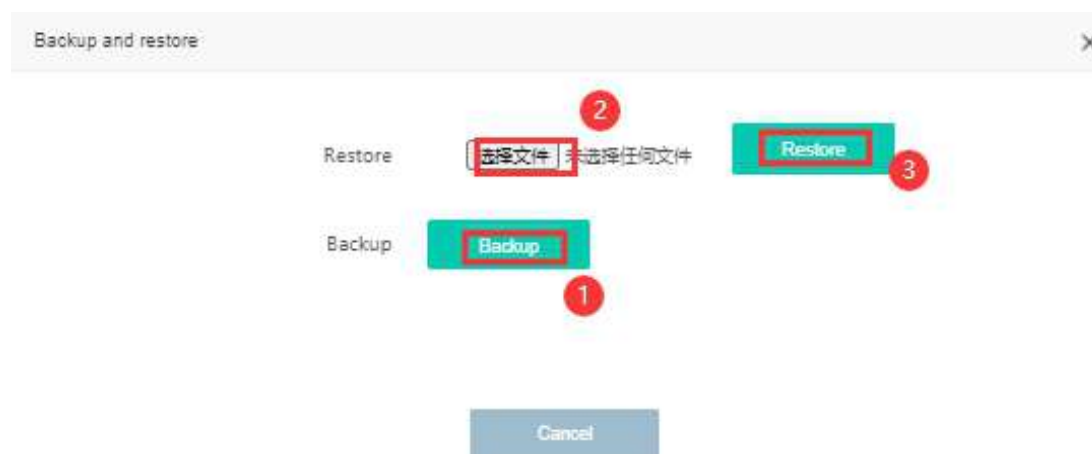 Backup and restore ×
2
Restore 选择文件 未选择任何文件 Restore
3
Backup Backup
1
Cancel